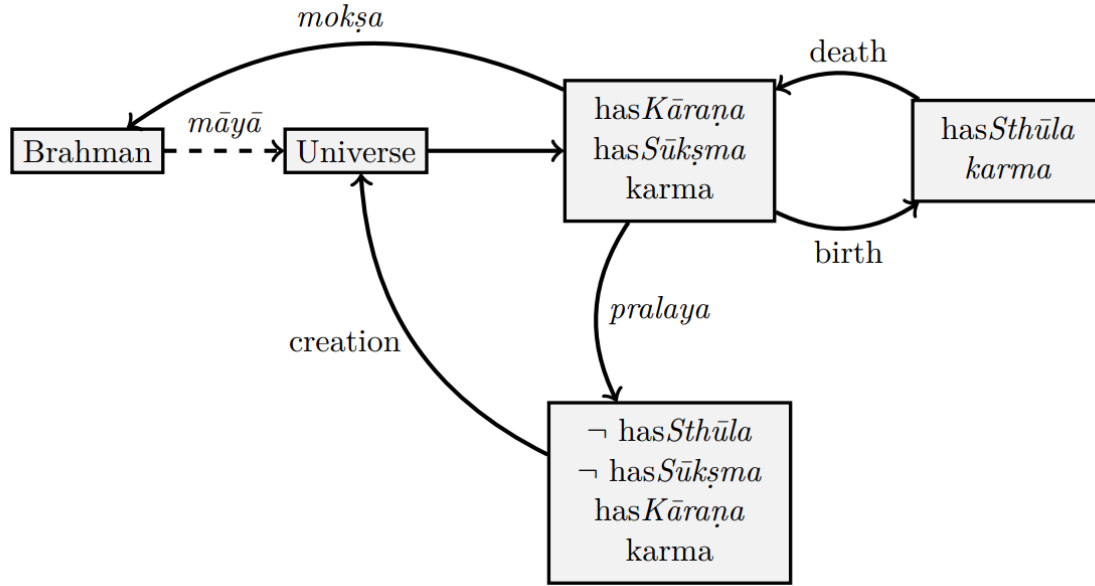 mokṣa
death
hasKāraṇa
hasSūkṣma
karma
hasSthūla
karma
māyā
Brahman
Universe
birth
pralaya
creation
¬ hasSthūla
¬ hasSūkṣma
hasKāraṇa
karma